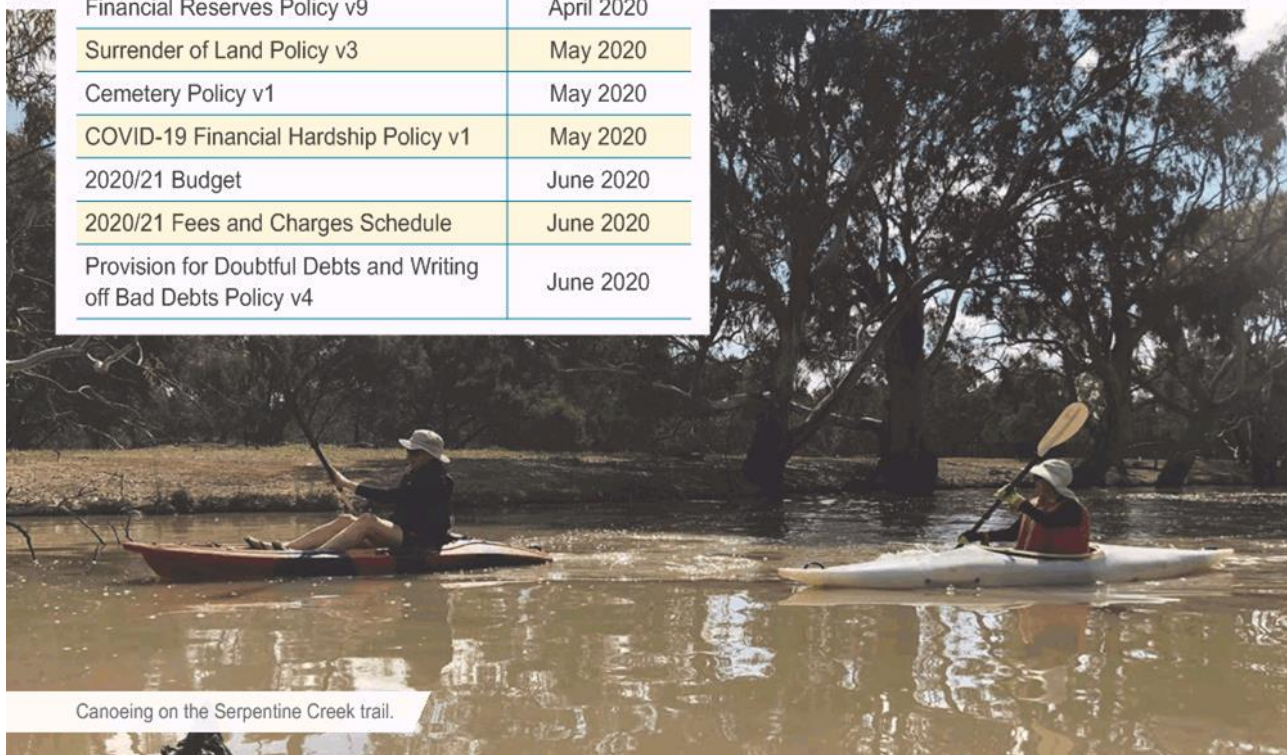 Financial Reserves Policy v9 April 2020
Surrender of Land Policy v3 May 2020
Cemetery Policy v1 May 2020
COVID-19 Financial Hardship Policy v1 May 2020
2020/21 Budget June 2020
2020/21 Fees and Charges Schedule June 2020
Provision for Doubtful Debts and Writing
off Bad Debts Policy v4 June 2020
Canoeing on the Serpentine Creek trail.